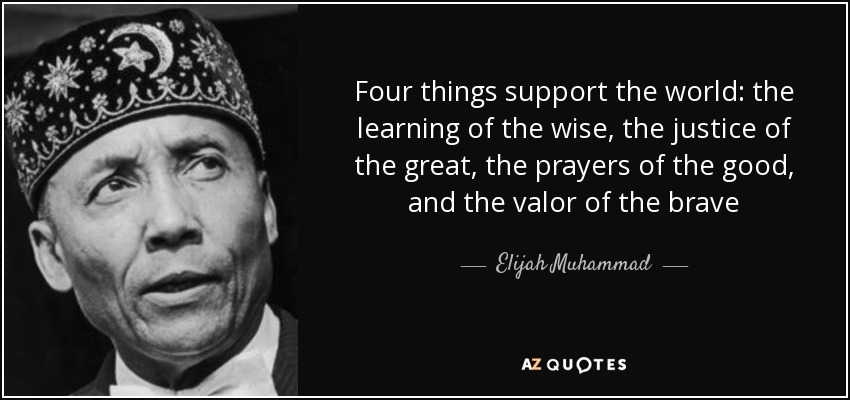 Four things support the world: the
learning of the wise, the justice of
the great, the prayers of the good,
and the valor of the brave
Elijah Muhammad
AZ QUOTES